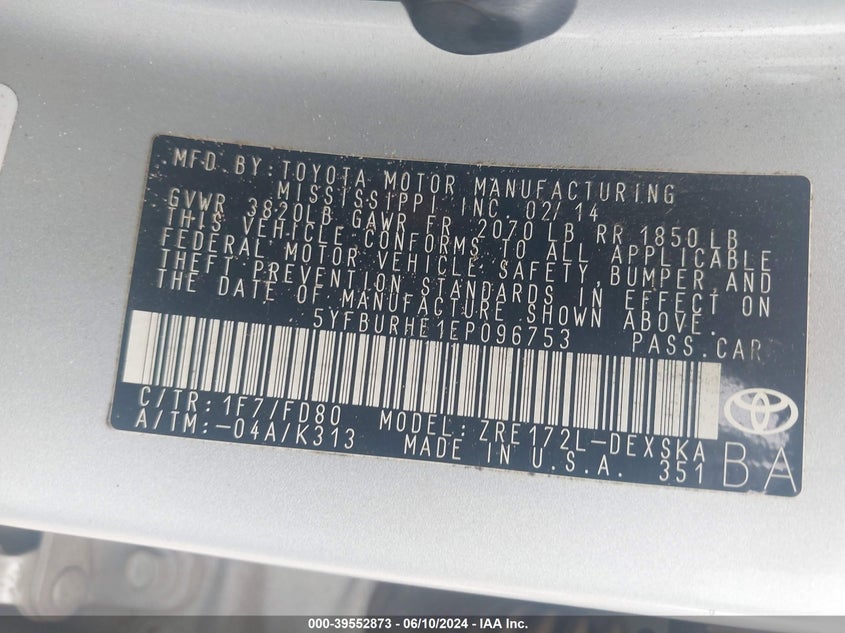 MFD BY: TOYOTA MOTOR MANUFACTURING
MISSISSIPPI INC. 02/14
GVWR 3820LB GAWR FR 2070 LB RR 1850 LB
THIS VEHICLE CONFORMS TO ALL APPLICABLE
FEDERAL MOTOR VEHICLE SAFETY, BUMPER, AND
THEFT PREVENTION STANDARDS IN EFFECT ON
THE DATE OF MANUFACTURE SHOWN ABOVE.
5YFBURHE1EP096753 PASS. CAR
C/TR: 1F7/FD80 MODEL: ZRE172L-DEXSKA
A/TM:-04A/K313 MADE IN U.S.A. 351
BA
000-39552873 - 06/10/2024 - © IAA Inc.